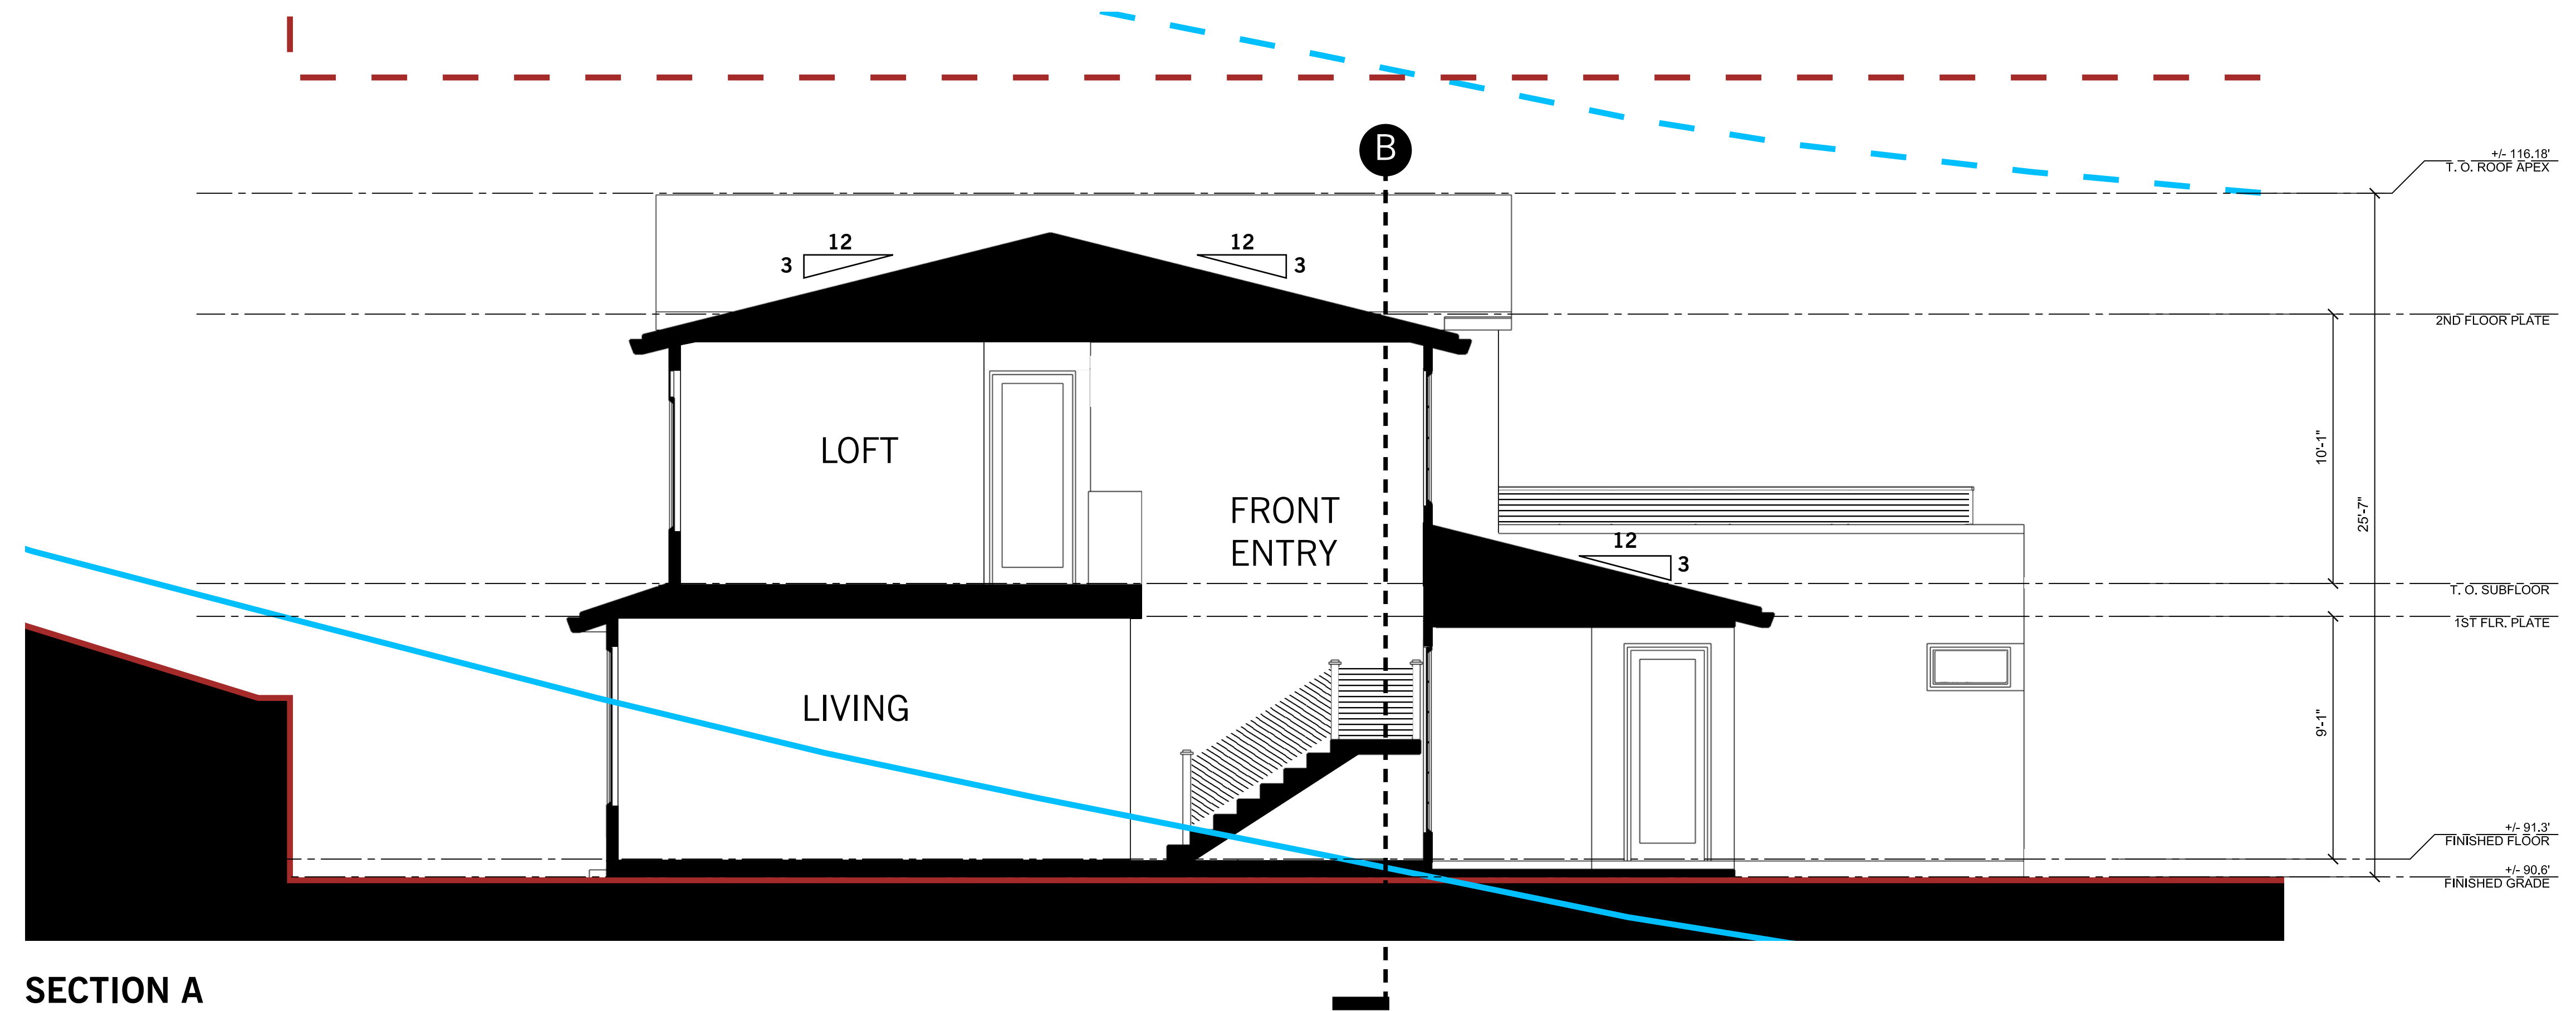 B
+/- 116.18'
T. O. ROOF APEX
12
3
12
3
2ND FLOOR PLATE
LOFT
10'-1"
FRONT
ENTRY
25'-7"
12
3
T. O. SUBFLOOR
1ST FLR. PLATE
LIVING
9'-1"
+/- 91.3'
FINISHED FLOOR
+/- 90.6'
FINISHED GRADE
SECTION A